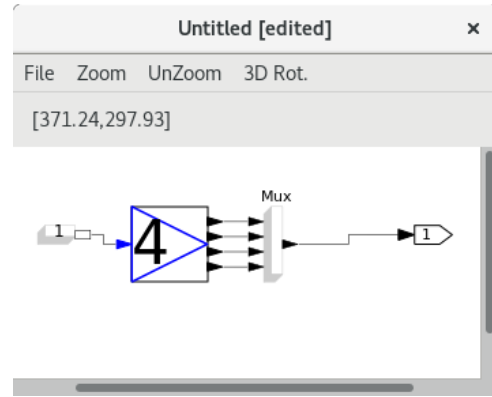 Untitled [edited]
×
File Zoom UnZoom 3D Rot.
[371.24,297.93]
Mux
1
4
1